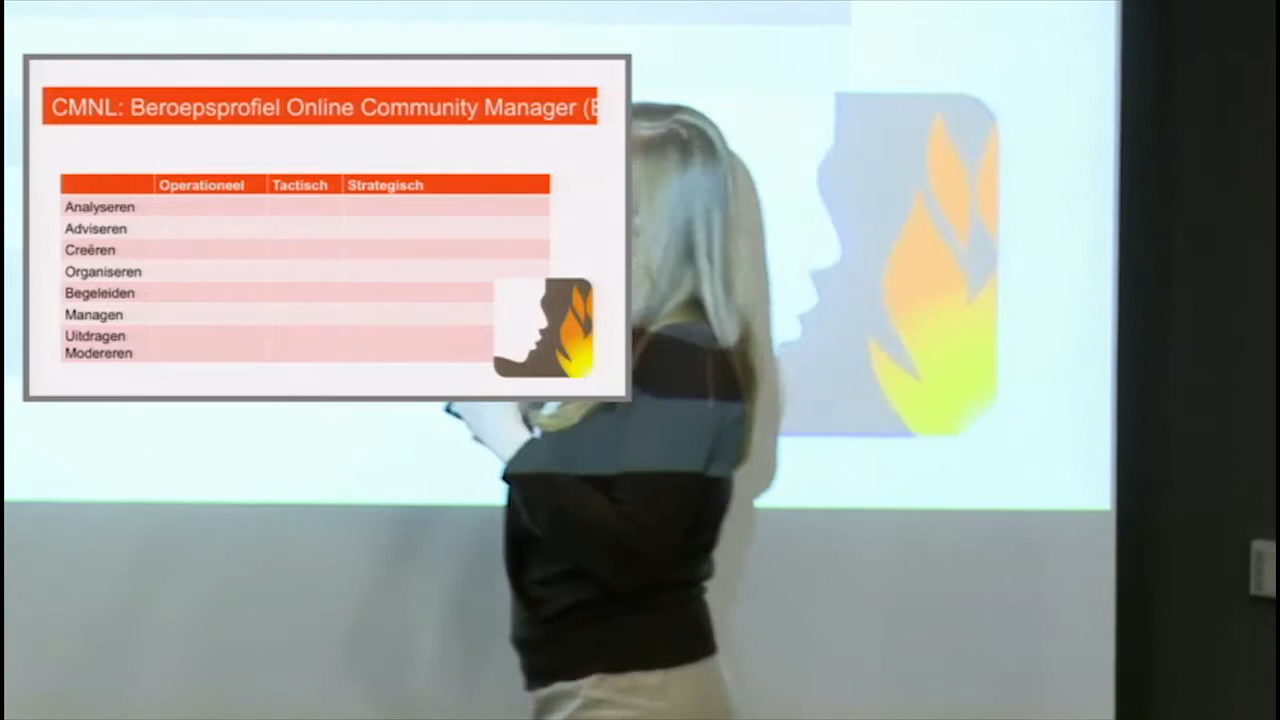 CMNL: Beroepsprofiel Online Community Manager (
Operationeel Tactisch Strategisch
Analyseren
Adviseren
Creëren
Organiseren
Begeleiden
Managen
Uitdragen
Modereren